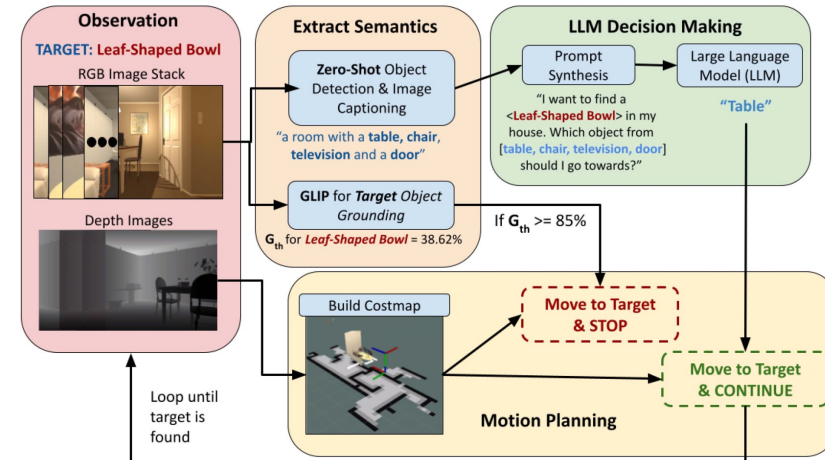 Observation
TARGET: Leaf-Shaped Bowl
RGB Image Stack
Depth Images
Loop until
target is
found
Extract Semantics
Zero-Shot Object
Detection & Image
Captioning
“a room with a table, chair,
television and a door”
GLIP for Target Object
Grounding
Gth for Leaf-Shaped Bowl = 38.62%
LLM Decision Making
Prompt
Synthesis
Large Language
Model (LLM)
“I want to find a
<Leaf-Shaped Bowl> in my
house. Which object from
[table, chair, television, door]
should I go towards?”
“Table”
If Gth >= 85%
Build Costmap
Move to Target
& STOP
Move to Target
& CONTINUE
Motion Planning